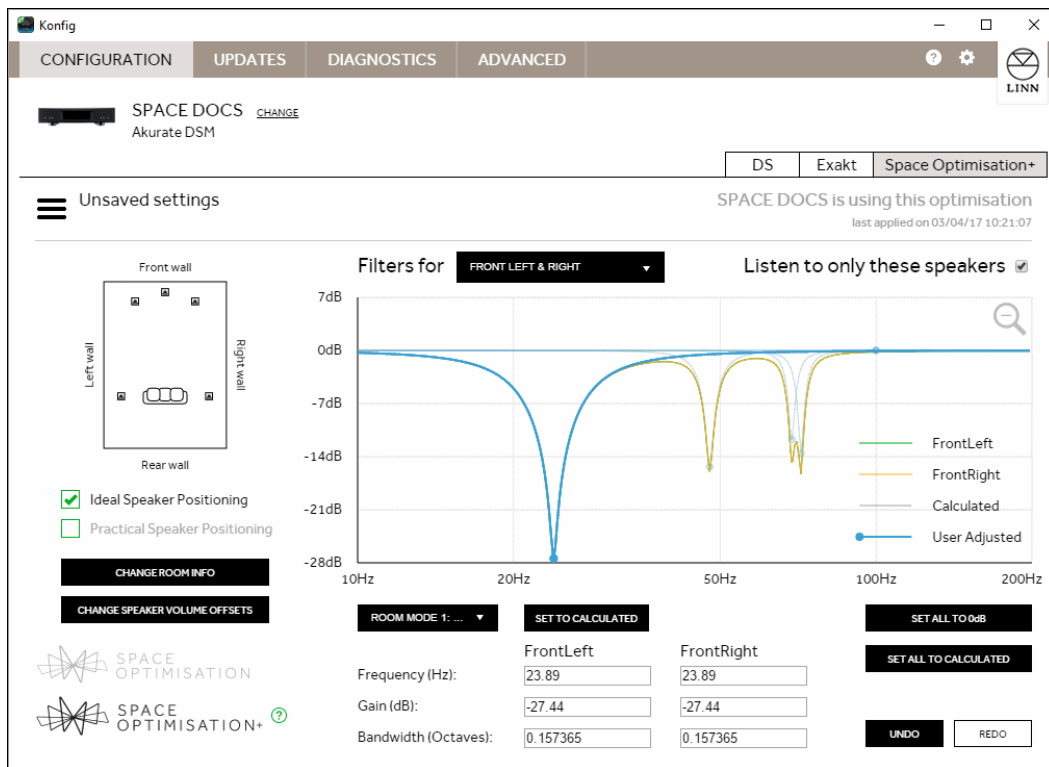 Konfig
CONFIGURATION UPDATES DIAGNOSTICS ADVANCED
LINN
SPACE DOCS CHANGE
Akurate DSM
DS Exakt Space Optimisation+
Unsaved settings
SPACE DOCS is using this optimisation
last applied on 03/04/17 10:21:07
Front wall
Left wall
Right wall
Rear wall
Ideal Speaker Positioning
Practical Speaker Positioning
CHANGE ROOM INFO
CHANGE SPEAKER VOLUME OFFSETS
SPACE
OPTIMISATION
SPACE
OPTIMISATION+ ?
Filters for FRONT LEFT & RIGHT Listen to only these speakers
7dB
0dB
-7dB
-14dB
-21dB
-28dB
FrontLeft
FrontRight
Calculated
User Adjusted
10Hz 20Hz 50Hz 100Hz 200Hz
ROOM MODE 1: ... SET TO CALCULATED SET ALL TO 0dB
FrontLeft FrontRight SET ALL TO CALCULATED
Frequency (Hz): 23.89 23.89
Gain (dB): -27.44 -27.44
Bandwidth (Octaves): 0.157365 0.157365
UNDO REDO